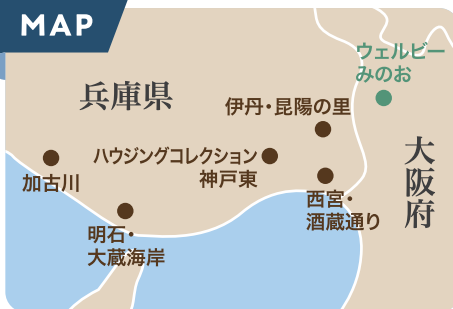 MAP
ウェルビー
みのお
兵庫県
伊丹・昆陽の里
大阪府
ハウジングコレクション
神戸東
加古川
西宮・
酒蔵通り
明石・
大蔵海岸